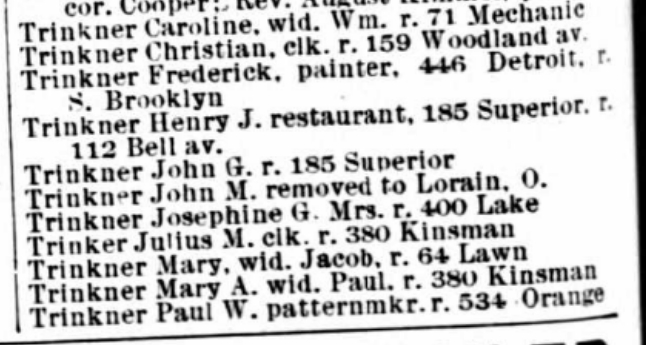 cor. Cooper; Rev. August
Trinkner Caroline, wid. Wm. r. 71 Mechanic
Trinkner Christian, clk. r. 159 Woodland av.
Trinkner Frederick, painter, 446 Detroit. r.
S. Brooklyn
Trinkner Henry J. restaurant, 185 Superior. r.
112 Bell av.
Trinkner John G. r. 185 Superior
Trinkner John M. removed to Lorain, O.
Trinkner Josephine G. Mrs. r. 400 Lake
Trinker Julius M. clk. r. 380 Kinsman
Trinkner Mary, wid. Jacob, r. 64 Lawn
Trinkner Mary A. wid. Paul. r. 380 Kinsman
Trinkner Paul W. patternmkr. r. 534 Orange